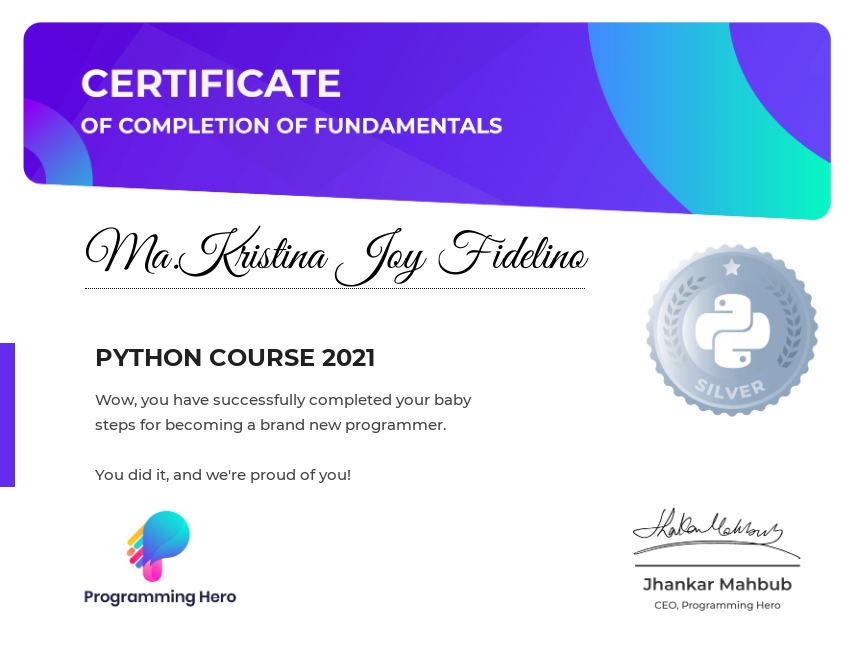 CERTIFICATE
OF COMPLETION OF FUNDAMENTALS
Ma.Kristina Joy Fidelino
PYTHON COURSE 2021
Wow, you have successfully completed your baby
steps for becoming a brand new programmer.
You did it, and we're proud of you!
SILVER
Programming Hero
Jhankar Mahbub
Jhankar Mahbub
CEO, Programming Hero